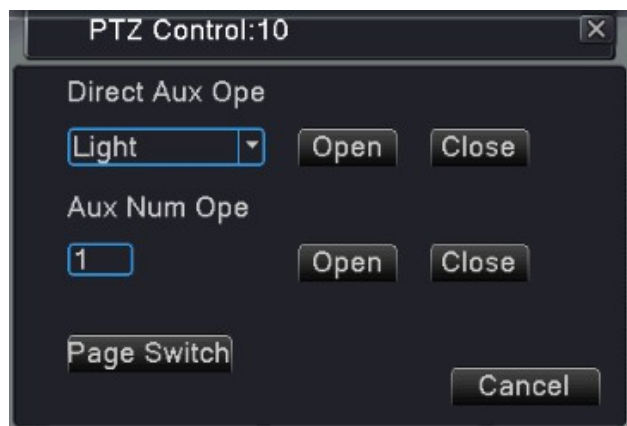 PTZ Control:10
Direct Aux Ope
Light Open Close
Aux Num Ope
1 Open Close
Page Switch
Cancel